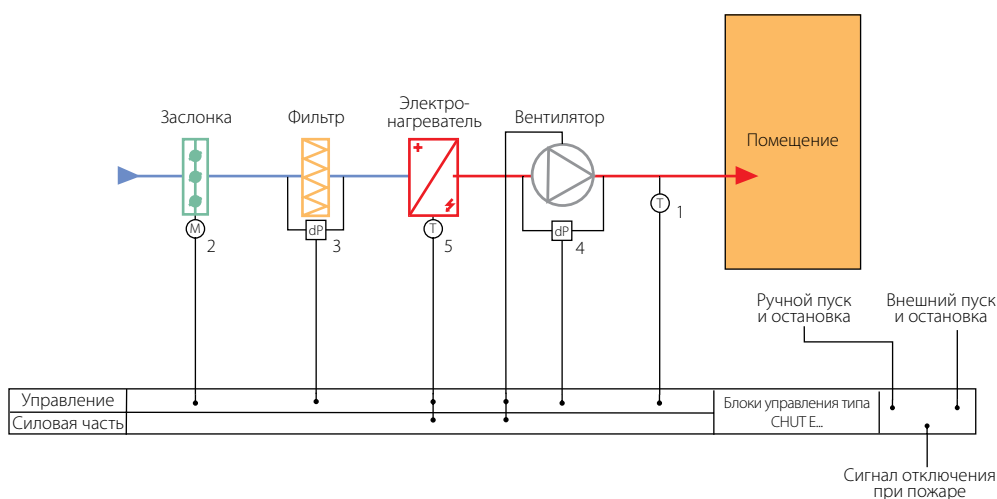 Заслонка
Фильтр
Электро-
нагреватель
Вентилятор
Помещение
M
2
dP
3
T
5
dP
4
T
1
Ручной пуск
и остановка
Внешний пуск
и остановка
Управление
Силовая часть
Блоки управления типа
CHUT E...
Сигнал отключения
при пожаре